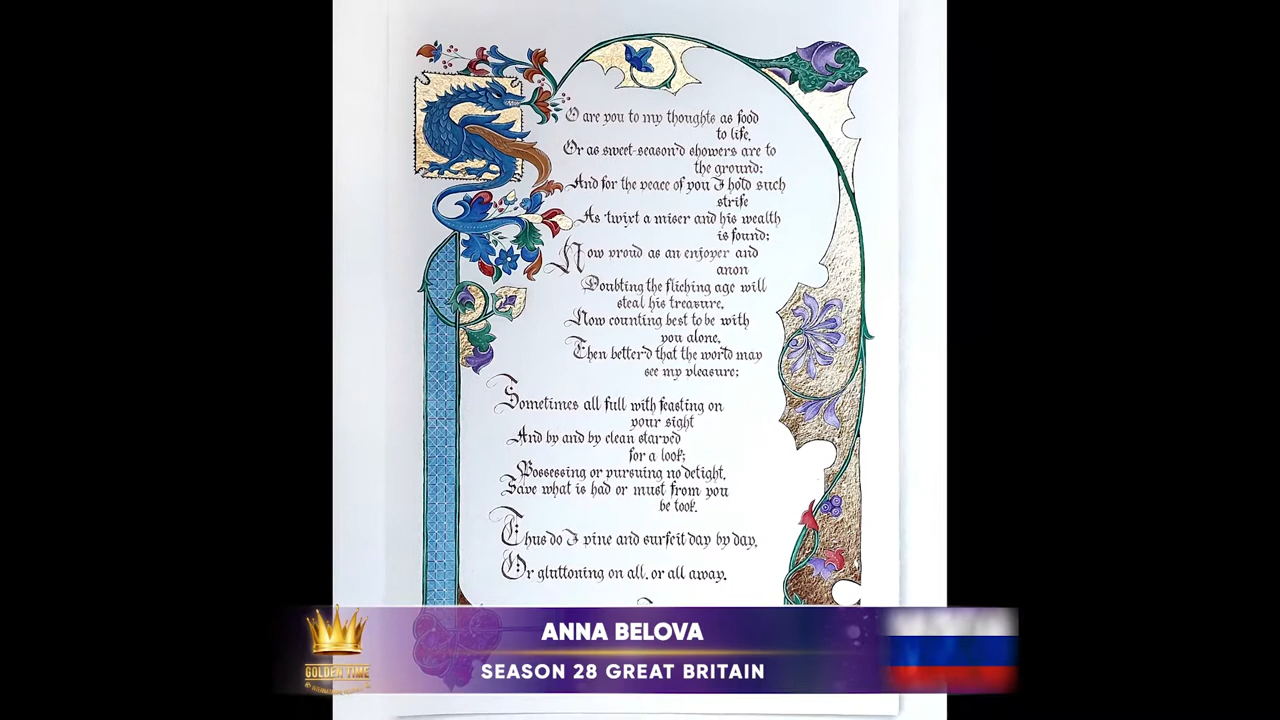 O are you to my thoughts as food
to life,
Or as sweet-season'd showers are to
the ground;
And for the peace of you I hold such
strife
As 'twixt a miser and his wealth
is found;
Now proud as an enjoyer and
anon
Doubting the fliching age will
steal his treasure,
Now counting best to be with
you alone,
Then better'd that the world may
see my pleasure;
Sometimes all full with feasting on
your sight
And by and by clean starved
for a look;
Possessing or pursuing no delight,
Save what is had or must from you
be took.
Thus do I pine and surfeit day by day,
Or gluttoning on all, or all away.
ANNA BELOVA
SEASON 28 GREAT BRITAIN
GOLDEN TIME